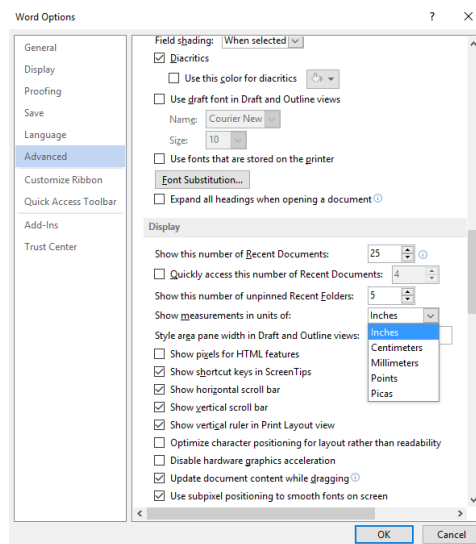 Word Options
?
General
Display
Proofing
Save
Language
Advanced
Customize Ribbon
Quick Access Toolbar
Add-Ins
Trust Center
Field shading: When selected
Diacritics
Use this color for diacritics
Use draft font in Draft and Outline views
Name: Courier New
Size: 10
Use fonts that are stored on the printer
Font Substitution...
Expand all headings when opening a document
Display
Show this number of Recent Documents: 25
Quickly access this number of Recent Documents: 4
Show this number of unpinned Recent Folders: 5
Show measurements in units of: Inches
Style area pane width in Draft and Outline views:
Inches
Centimeters
Millimeters
Points
Picas
Show pixels for HTML features
Show shortcut keys in ScreenTips
Show horizontal scroll bar
Show vertical scroll bar
Show vertical ruler in Print Layout view
Optimize character positioning for layout rather than readability
Disable hardware graphics acceleration
Update document content while dragging
Use subpixel positioning to smooth fonts on screen
OK
Cancel